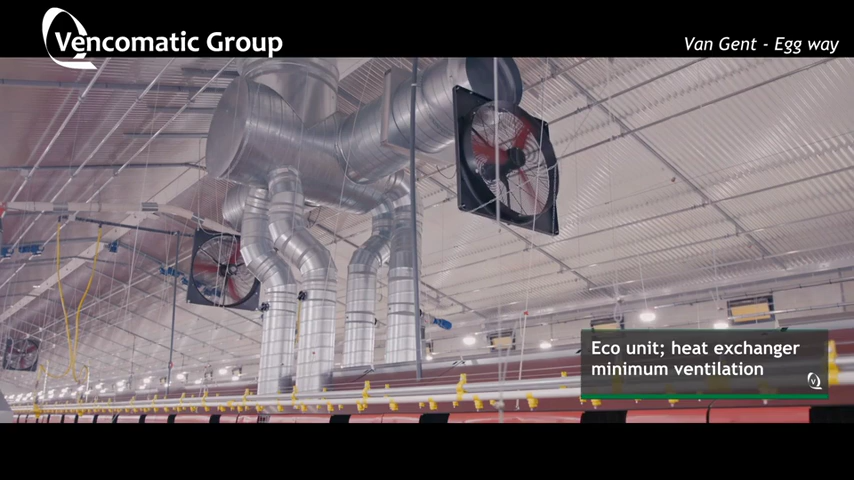 Vencomatic Group
Van Gent - Egg way
Eco unit; heat exchanger
minimum ventilation